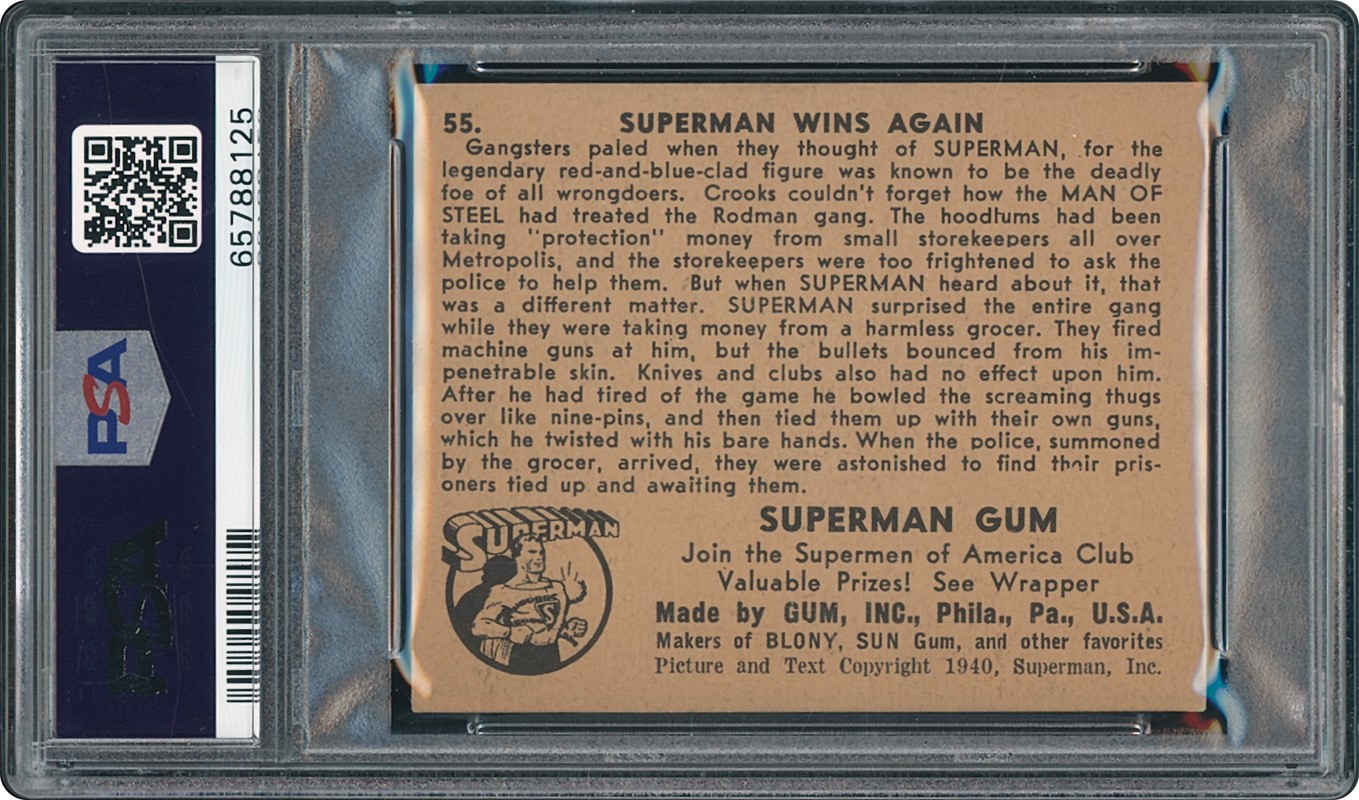 55. SUPERMAN WINS AGAIN
Gangsters paled when they thought of SUPERMAN, for the
legendary red-and-blue-clad figure was known to be the deadly
foe of all wrongdoers. Crooks couldn't forget how the MAN OF
STEEL had treated the Rodman gang. The hoodlums had been
taking "protection" money from small storekeepers all over
Metropolis, and the storekeepers were too frightened to ask the
police to help them. But when SUPERMAN heard about it, that
was a different matter. SUPERMAN surprised the entire gang
while they were taking money from a harmless grocer. They fired
machine guns at him, but the bullets bounced from his im-
penetrable skin. Knives and clubs also had no effect upon him.
After he had tired of the game he bowled the screaming thugs
over like nine-pins, and then tied them up with their own guns,
which he twisted with his bare hands. When the police, summoned
by the grocer, arrived, they were astonished to find their pris-
oners tied up and awaiting them.
SUPERMAN
S
SUPERMAN GUM
Join the Supermen of America Club
Valuable Prizes! See Wrapper
Made by GUM, INC., Phila., Pa., U.S.A.
Makers of BLONY, SUN Gum, and other favorites
Picture and Text Copyright 1940, Superman, Inc.
65788125
PSA
PSA